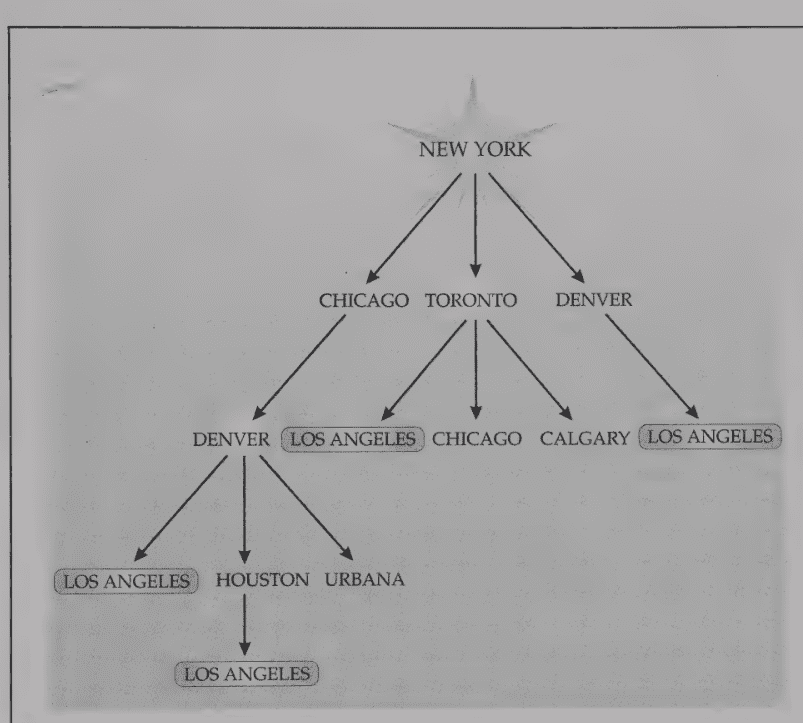 NEW YORK
CHICAGO TORONTO DENVER
DENVER LOS ANGELES CHICAGO CALGARY LOS ANGELES
LOS ANGELES HOUSTON URBANA
LOS ANGELES